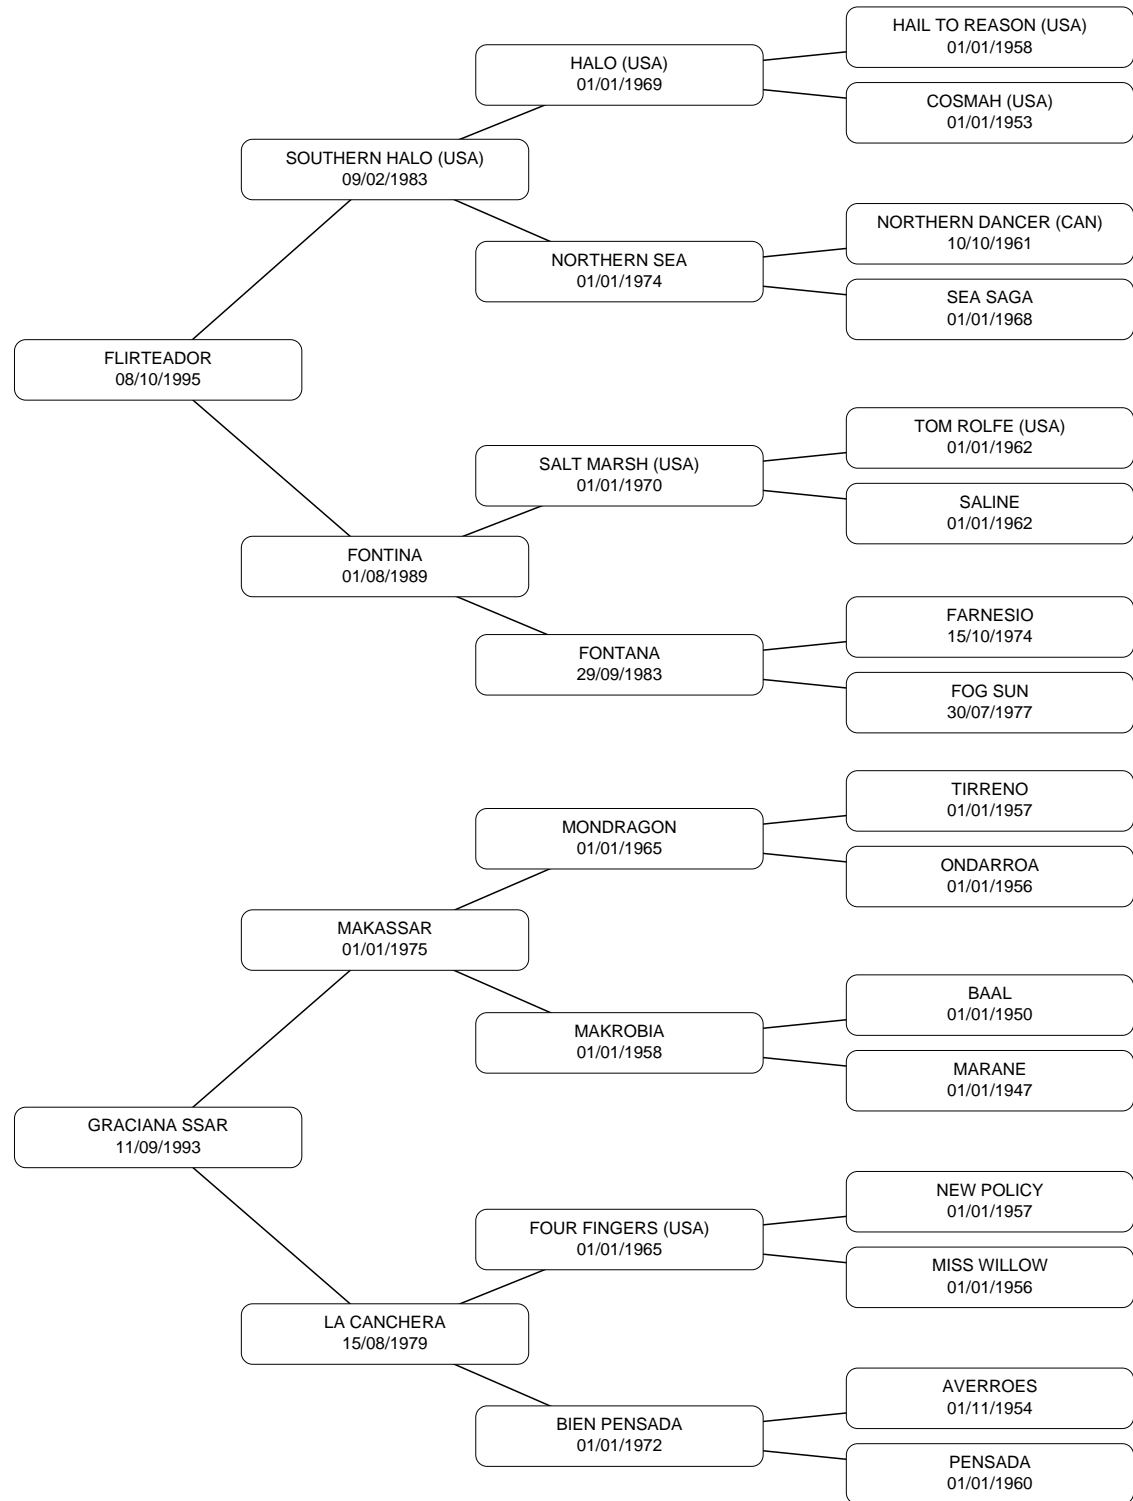 HAIL TO REASON (USA)
01/01/1958
HALO (USA)
01/01/1969
COSMAH (USA)
01/01/1953
SOUTHERN HALO (USA)
09/02/1983
NORTHERN DANCER (CAN)
10/10/1961
NORTHERN SEA
01/01/1974
SEA SAGA
01/01/1968
FLIRTEADOR
08/10/1995
TOM ROLFE (USA)
01/01/1962
SALT MARSH (USA)
01/01/1970
SALINE
01/01/1962
FONTINA
01/08/1989
FARNESIO
15/10/1974
FONTANA
29/09/1983
FOG SUN
30/07/1977
TIRRENO
01/01/1957
MONDRAGON
01/01/1965
ONDARROA
01/01/1956
MAKASSAR
01/01/1975
BAAL
01/01/1950
MAKROBIA
01/01/1958
MARANE
01/01/1947
GRACIANA SSAR
11/09/1993
NEW POLICY
01/01/1957
FOUR FINGERS (USA)
01/01/1965
MISS WILLOW
01/01/1956
LA CANCHERA
15/08/1979
AVERROES
01/11/1954
BIEN PENSADA
01/01/1972
PENSADA
01/01/1960